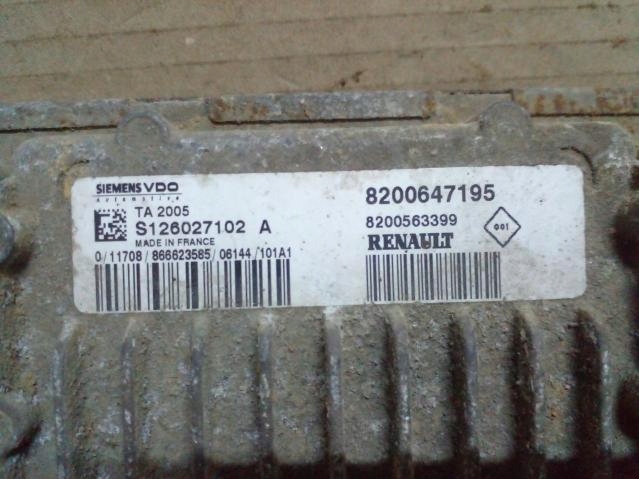 SIEMENS VDO
Automotive
TA 2005
S126027102 A
MADE IN FRANCE
0/11708/866623585/06144/101A1
8200647195
8200563399
RENAULT
001